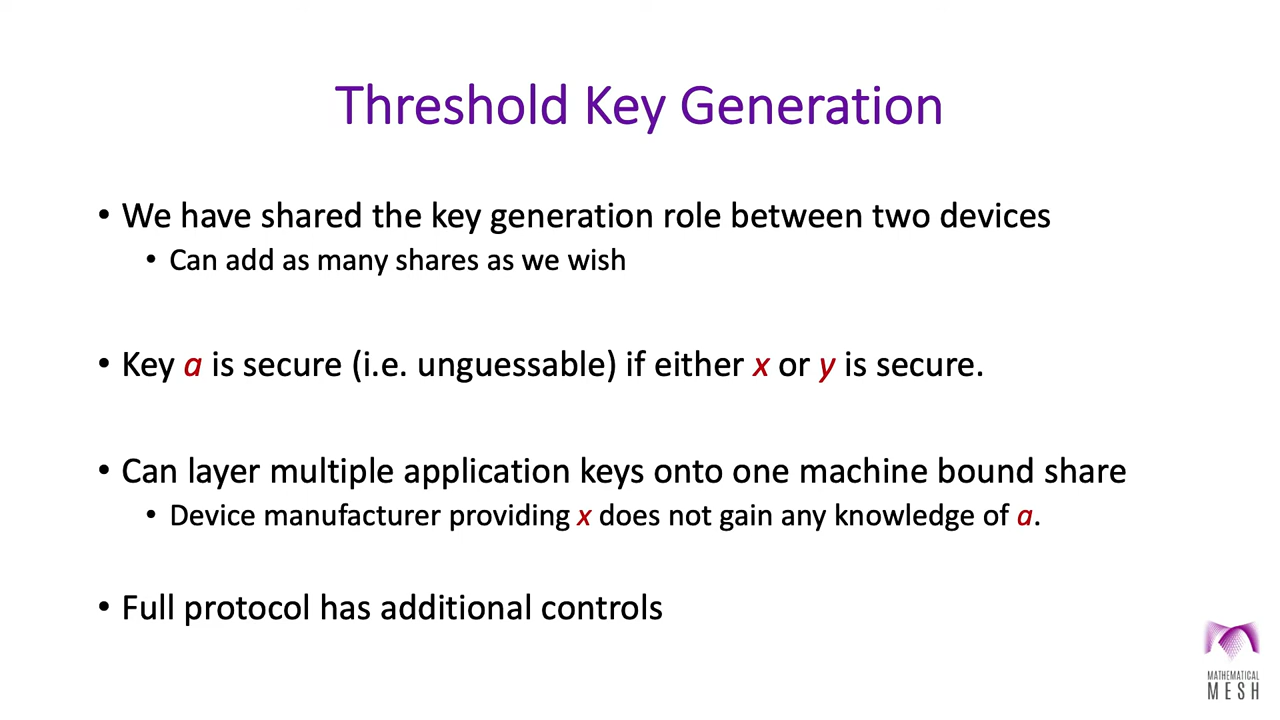 Threshold Key Generation
• We have shared the key generation role between two devices
• Can add as many shares as we wish
• Key a is secure (i.e. unguessable) if either x or y is secure.
• Can layer multiple application keys onto one machine bound share
• Device manufacturer providing x does not gain any knowledge of a.
• Full protocol has additional controls
MATHEMATICAL
MESH